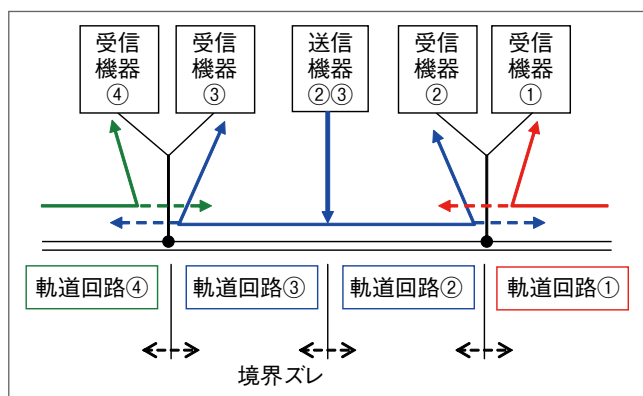 受信
機器
④
受信
機器
③
送信
機器
②③
受信
機器
②
受信
機器
①
軌道回路④
軌道回路③
軌道回路②
軌道回路①
境界ズレ